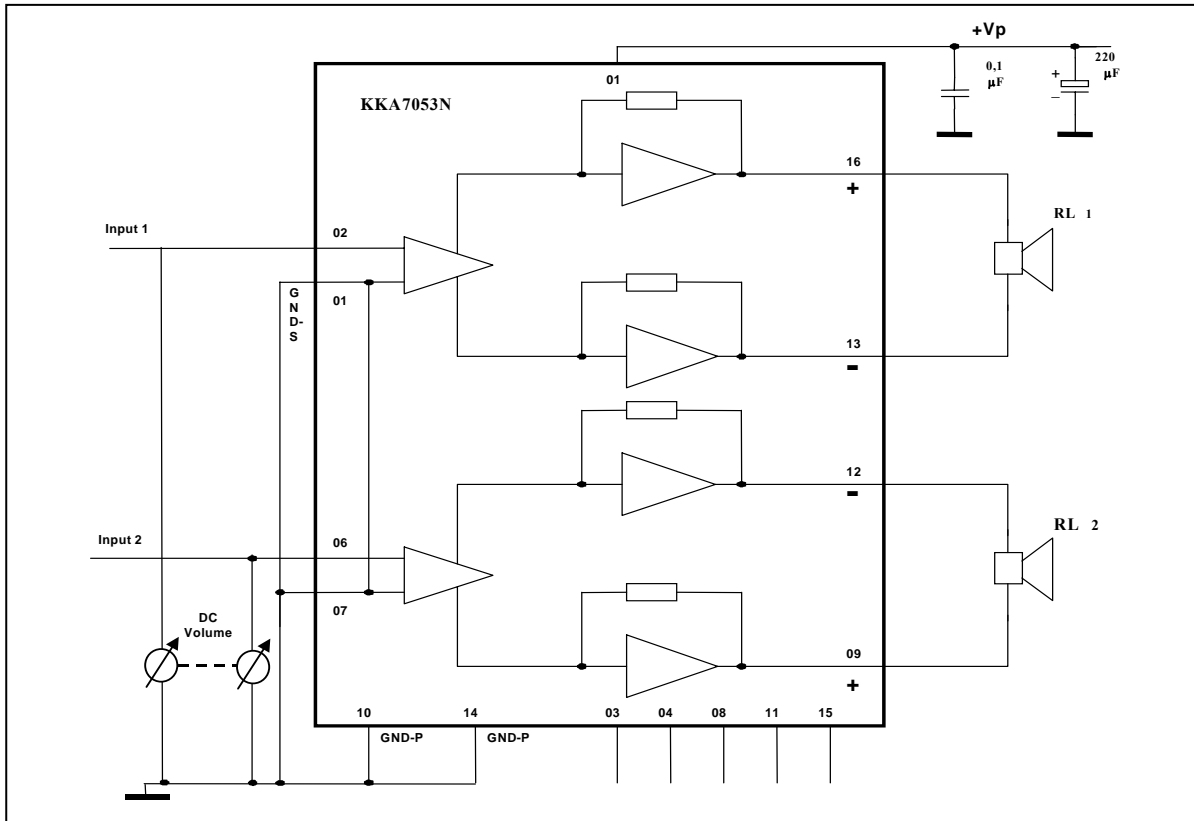 +Vp
01
0,1
µF
220
µF
+
–
KKA7053N
16
+
RL 1
Input 1
02
GND-S
01
13
-
12
-
RL 2
Input 2
06
07
DC
Volume
09
+
10
14
03
04
08
11
15
GND-P
GND-P